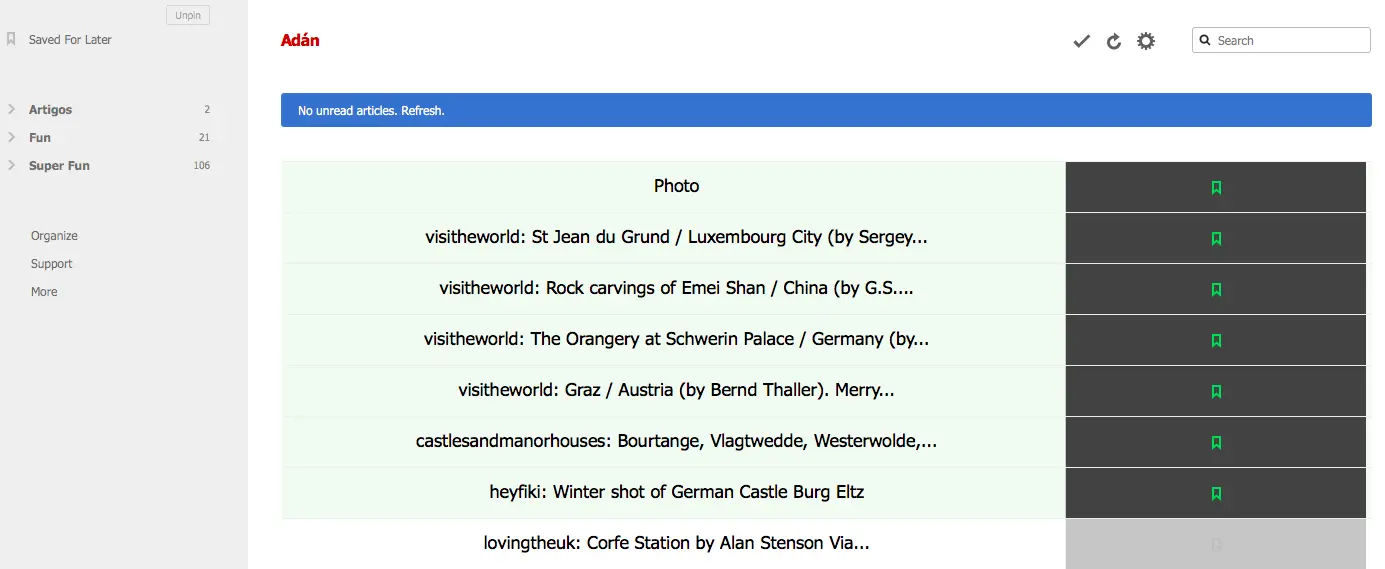 Unpin
Saved For Later
Artigos 2
Fun 21
Super Fun 106
Organize
Support
More
Adán
Search
No unread articles. Refresh.
Photo
visitheworld: St Jean du Grund / Luxembourg City (by Sergey...
visitheworld: Rock carvings of Emei Shan / China (by G.S....
visitheworld: The Orangery at Schwerin Palace / Germany (by...
visitheworld: Graz / Austria (by Bernd Thaller). Merry...
castlesandmanorhouses: Bourtange, Vlagtwedde, Westerwolde,...
heyfiki: Winter shot of German Castle Burg Eltz
lovingtheuk: Corfe Station by Alan Stenson Via...